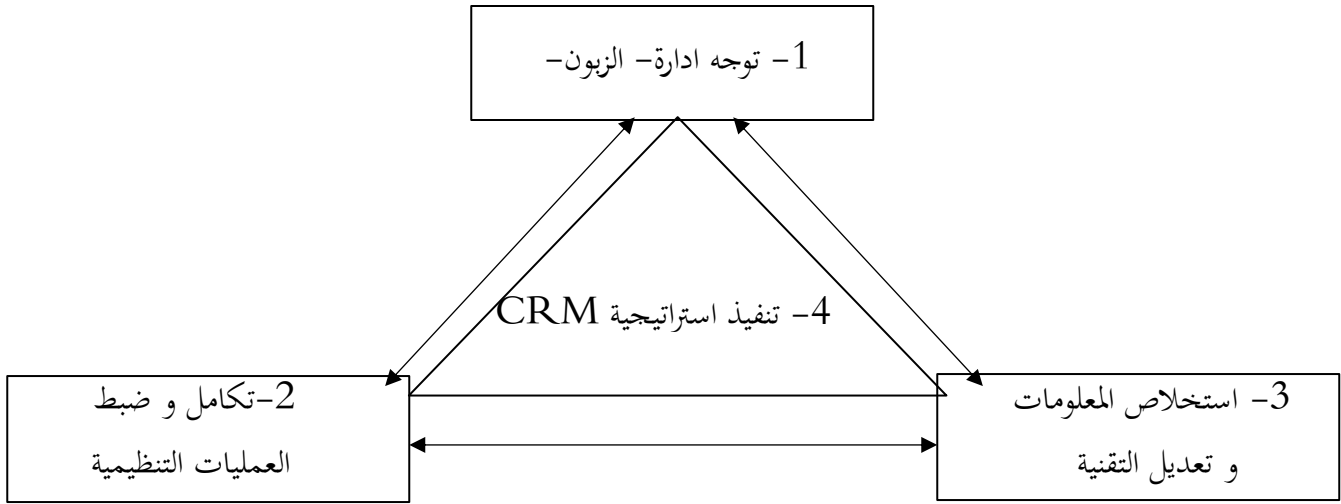 1- توجه ادارة- الزبون-
4- تنفيذ استراتيجية CRM
3- استخلاص المعلومات
و تعديل التقنية
2-تكامل و ضبط
العمليات التنظيمية